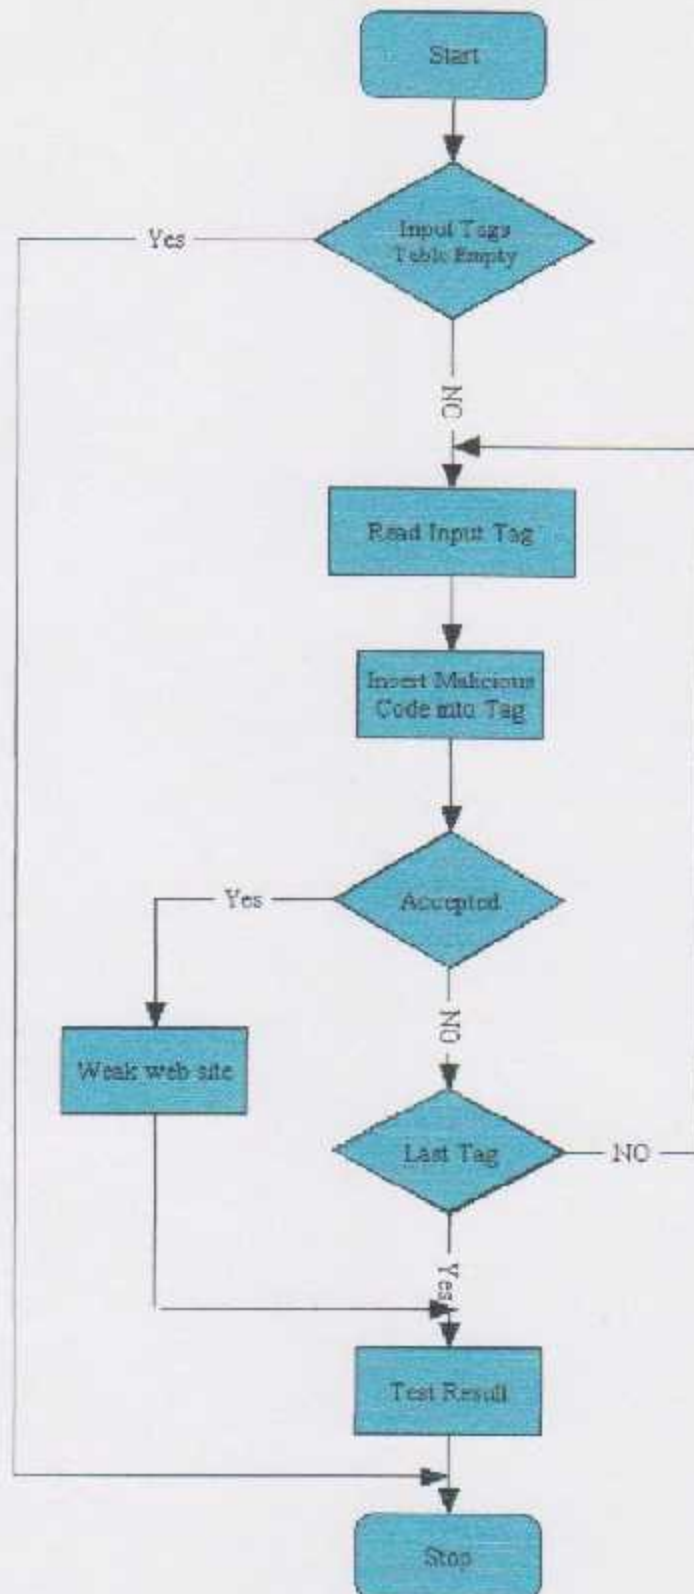 Start
Input Tags
Table Empty
Yes
NO
Read Input Tag
Insert Malicious
Code into Tag
Accepted
Yes
NO
Weak web site
Last Tag
NO
Yes
Test Result
Stop